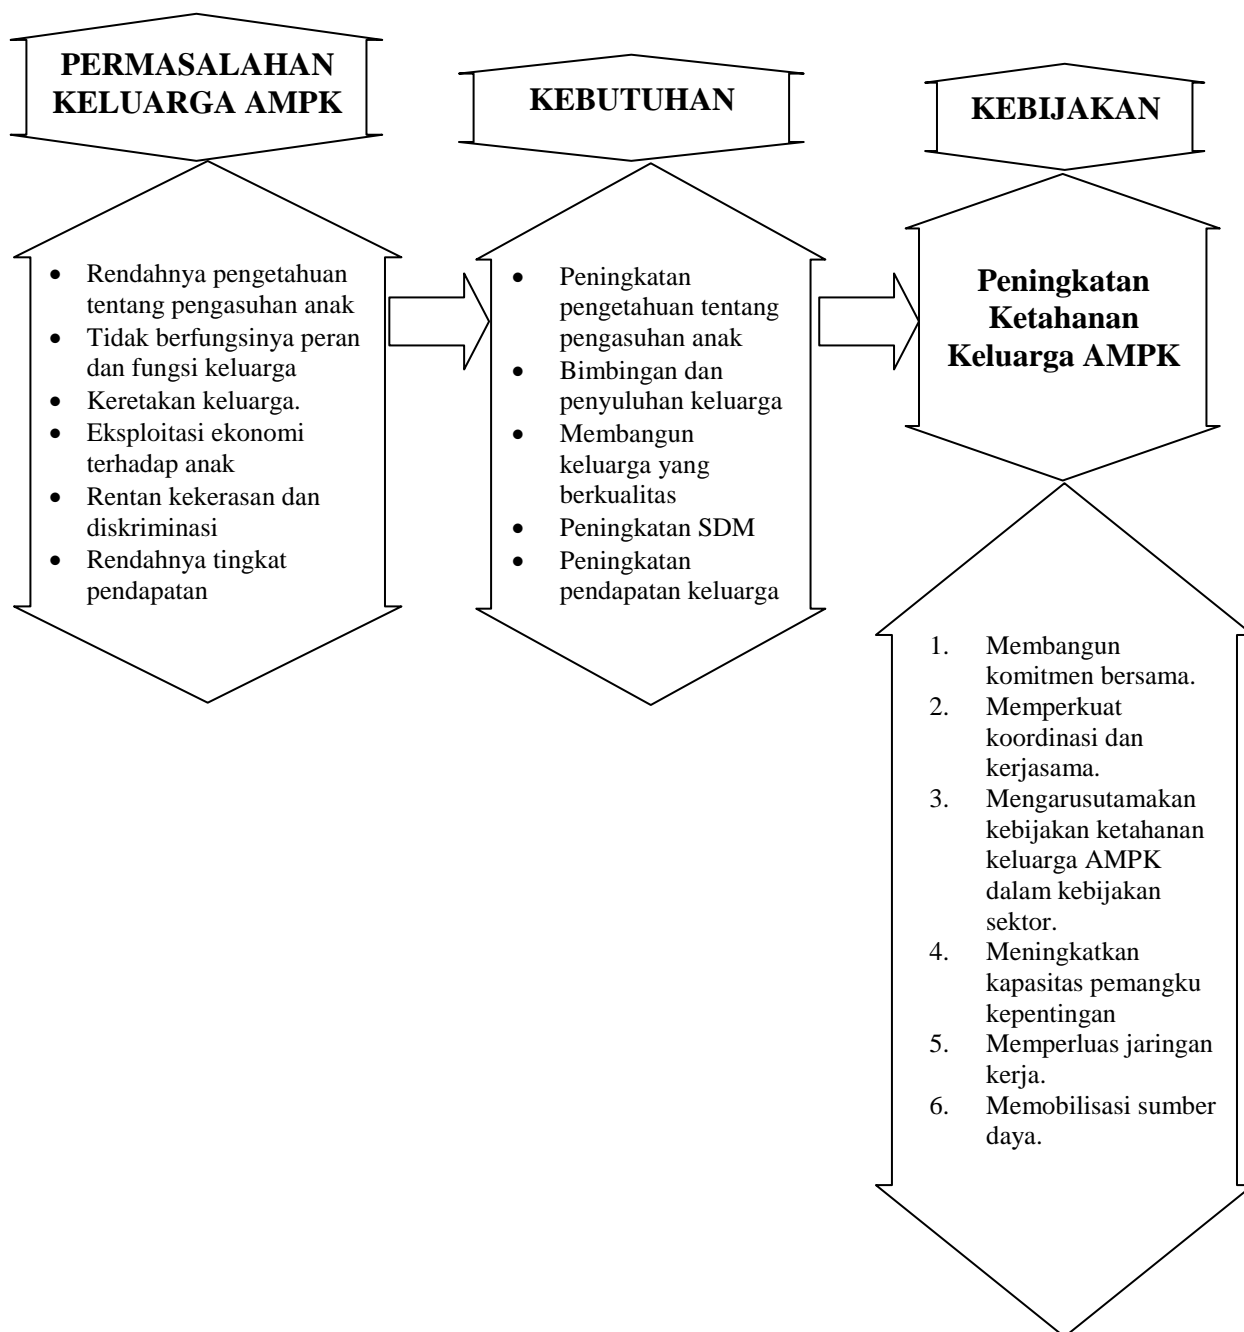 PERMASALAHAN
KELUARGA AMPK
• Rendahnya pengetahuan
tentang pengasuhan anak
• Tidak berfungsinya peran
dan fungsi keluarga
• Keretakan keluarga.
• Eksploitasi ekonomi
terhadap anak
• Rentan kekerasan dan
diskriminasi
• Rendahnya tingkat
pendapatan
KEBUTUHAN
• Peningkatan
pengetahuan tentang
pengasuhan anak
• Bimbingan dan
penyuluhan keluarga
• Membangun
keluarga yang
berkualitas
• Peningkatan SDM
• Peningkatan
pendapatan keluarga
KEBIJAKAN
Peningkatan
Ketahanan
Keluarga AMPK
1. Membangun
komitmen bersama.
2. Memperkuat
koordinasi dan
kerjasama.
3. Mengarusutamakan
kebijakan ketahanan
keluarga AMPK
dalam kebijakan
sektor.
4. Meningkatkan
kapasitas pemangku
kepentingan
5. Memperluas jaringan
kerja.
6. Memobilisasi sumber
daya.